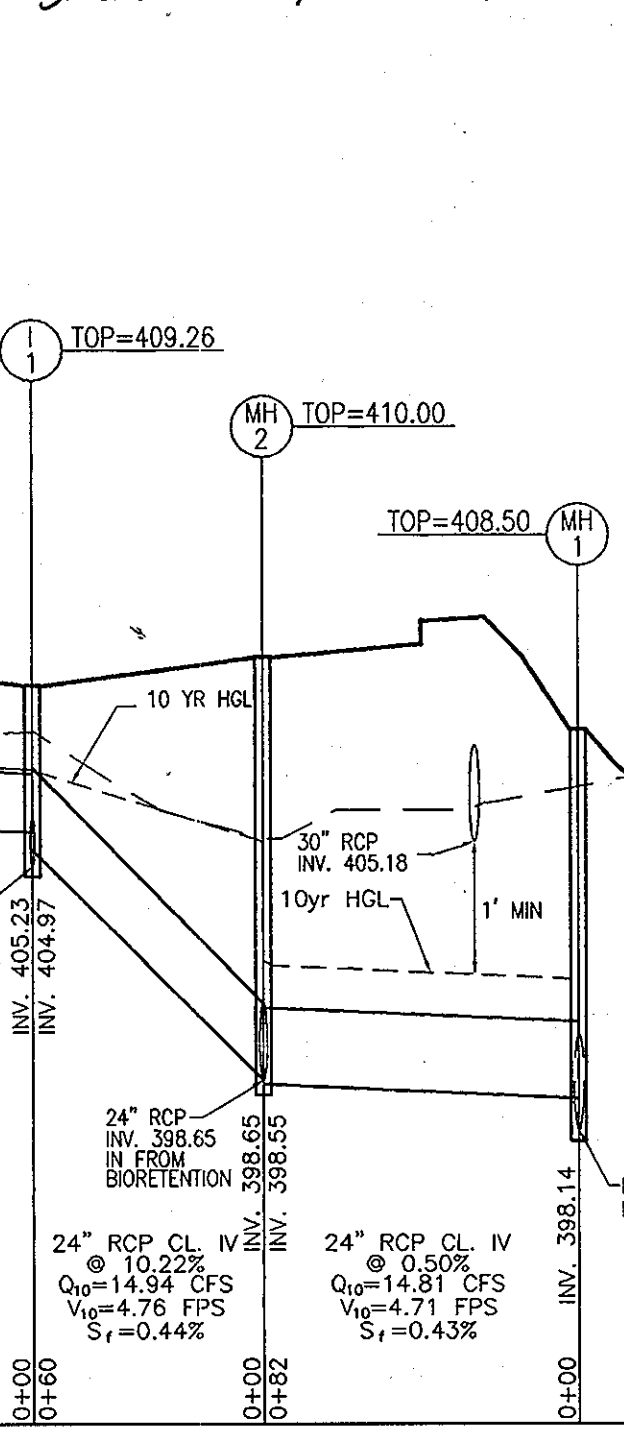 I
1
TOP=409.26
MH
2
TOP=410.00
TOP=408.50
MH
1
10 YR HGL
30" RCP
INV. 405.18
10yr HGL
1' MIN
INV. 405.23
INV. 404.97
24" RCP
INV. 398.65
IN FROM
BIORETENTION
INV. 398.65
INV. 398.55
INV. 398.14
24" RCP CL. IV
@ 10.22%
Q10=14.94 CFS
V10=4.76 FPS
Sf=0.44%
24" RCP CL. IV
@ 0.50%
Q10=14.81 CFS
V10=4.71 FPS
Sf=0.43%
0+00
0+60
0+00
0+82
0+00